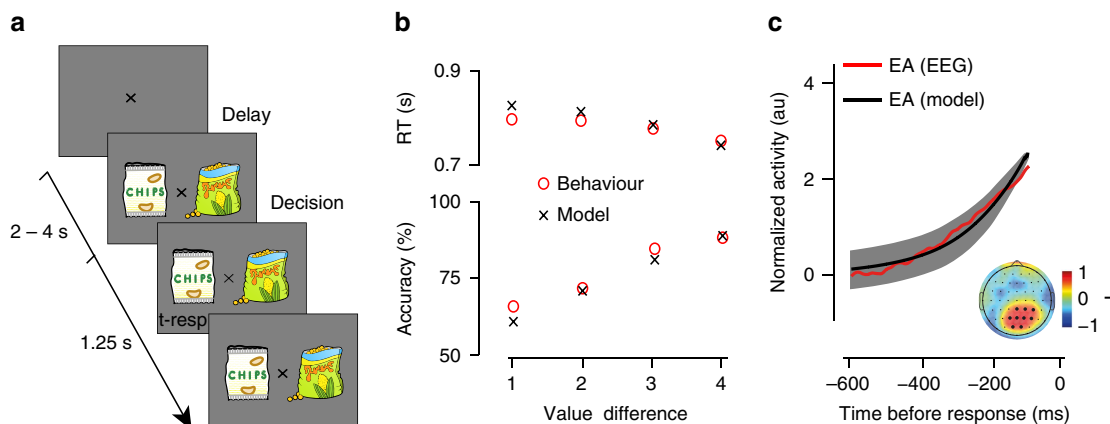 a
Delay
CHIPS
Decision
CHIPS
t-resp
CHIPS
2 – 4 s
1.25 s
b
0.9
RT (s)
0.7
Behaviour
Model
100
Accuracy (%)
75
50
1 2 3 4
Value difference
c
EA (EEG)
EA (model)
4
Normalized activity (au)
2
0
1
0
−1
−600 −400 −200 0
Time before response (ms)